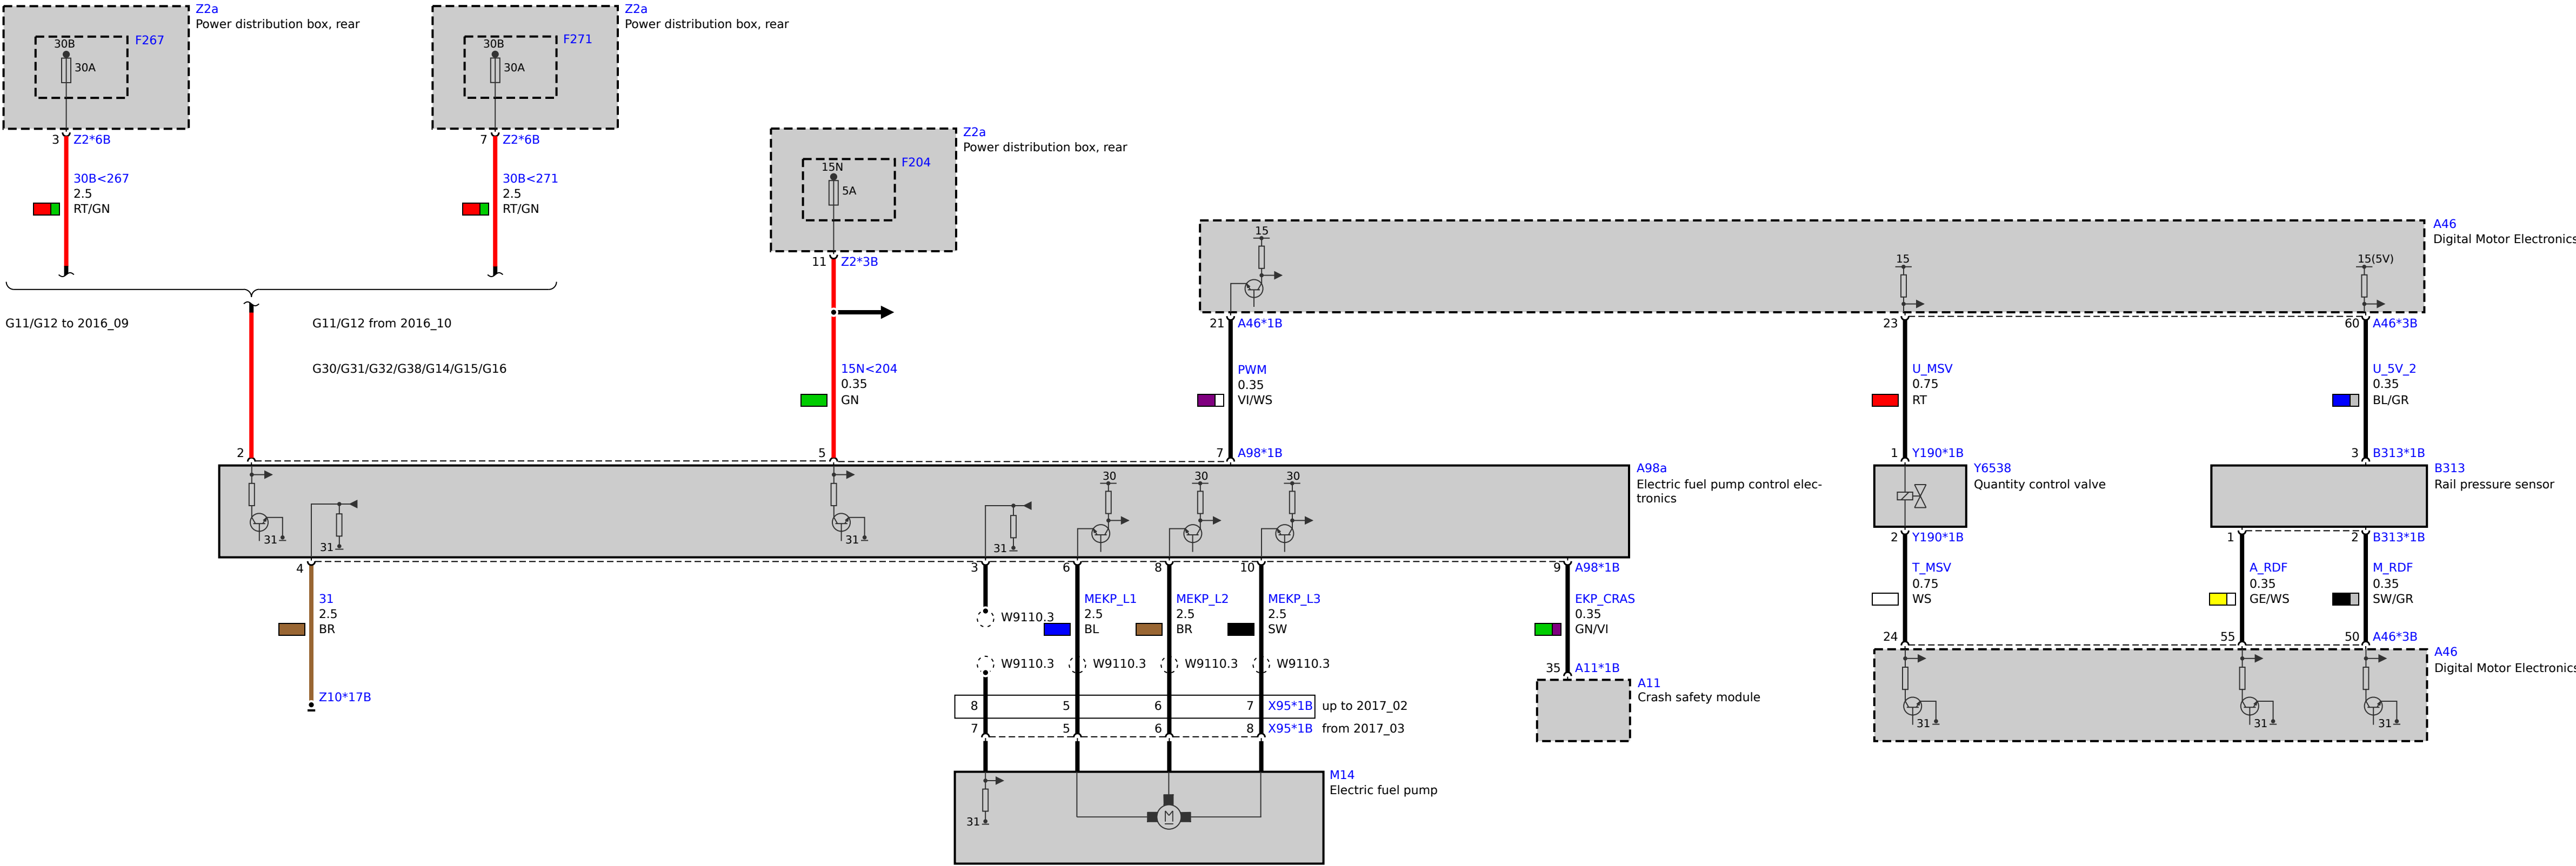 Z2a
Power distribution box, rear
30B
F267
30A
3 Z2*6B
30B<267
2.5
RT/GN
Z2a
Power distribution box, rear
30B
F271
30A
7 Z2*6B
30B<271
2.5
RT/GN
G11/G12 to 2016_09
G11/G12 from 2016_10
G30/G31/G32/G38/G14/G15/G16
2
Z2a
Power distribution box, rear
15N
F204
5A
11 Z2*3B
15N<204
0.35
GN
5
A46
Digital Motor Electronics
15
15
15(5V)
21 A46*1B
23
60 A46*3B
PWM
0.35
VI/WS
7 A98*1B
U_MSV
0.75
RT
1 Y190*1B
U_5V_2
0.35
BL/GR
3 B313*1B
A98a
Electric fuel pump control elec-
tronics
30
30
30
31
31
31
31
Y6538
Quantity control valve
B313
Rail pressure sensor
4
3
6
8
10
9 A98*1B
2 Y190*1B
1
2 B313*1B
31
2.5
BR
Z10*17B
W9110.3
MEKP_L1
2.5
BL
MEKP_L2
2.5
BR
MEKP_L3
2.5
SW
EKP_CRAS
0.35
GN/VI
T_MSV
0.75
WS
A_RDF
0.35
GE/WS
M_RDF
0.35
SW/GR
W9110.3
W9110.3
W9110.3
W9110.3
35 A11*1B
A11
Crash safety module
24
55
50 A46*3B
A46
Digital Motor Electronics
31
31
31
8 5 6 7 X95*1B up to 2017_02
7 5 6 8 X95*1B from 2017_03
M14
Electric fuel pump
31
M